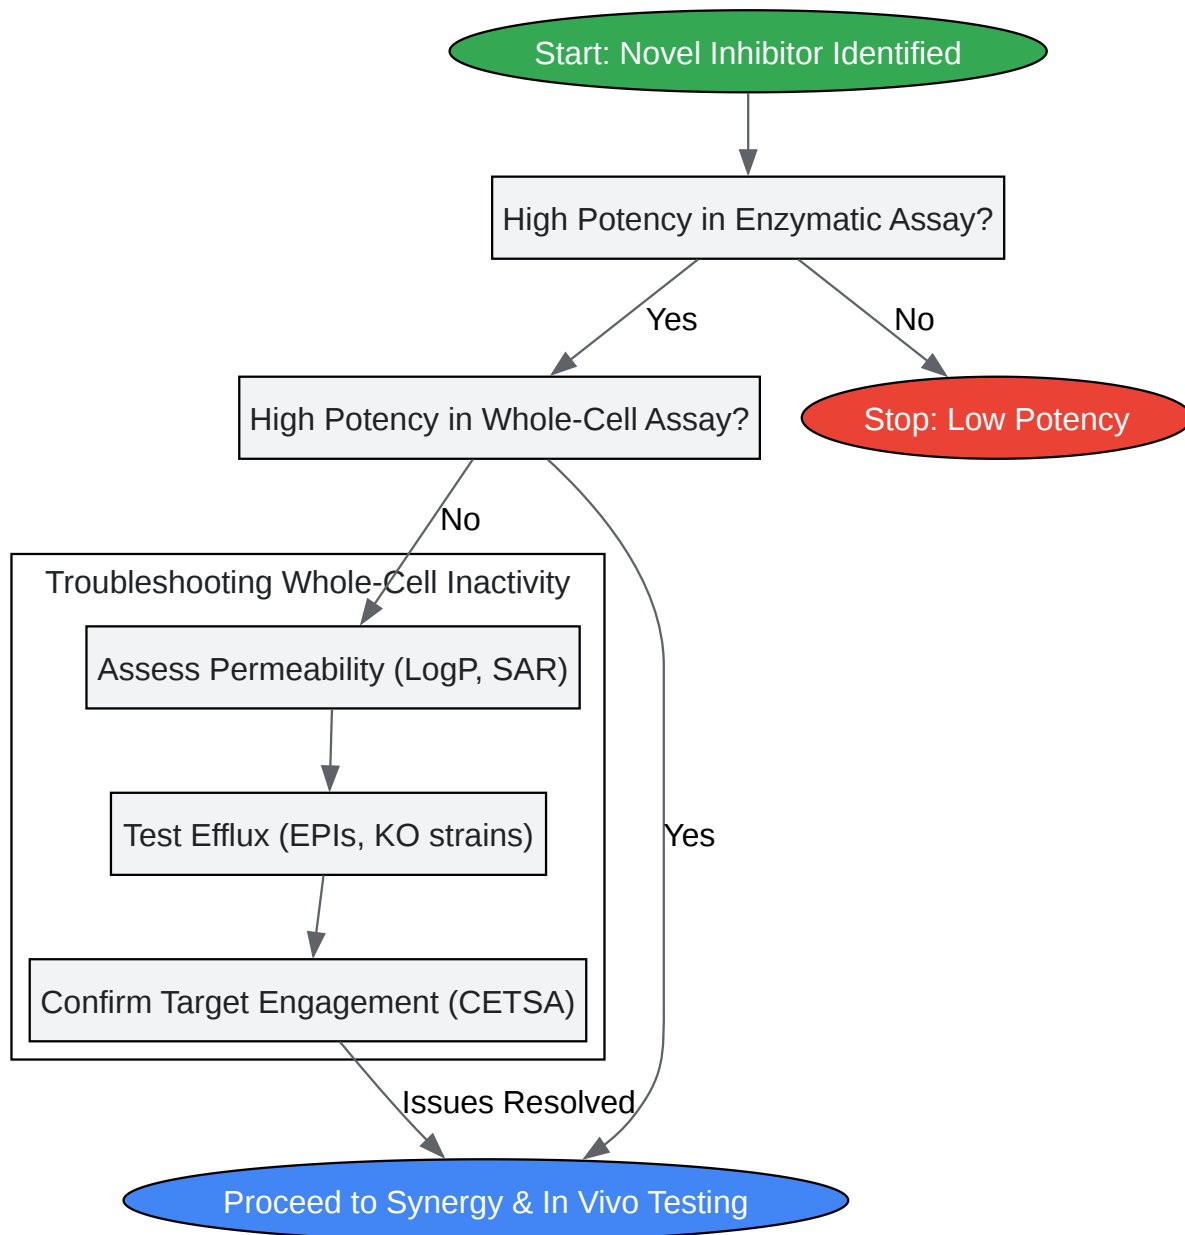 Start: Novel Inhibitor Identified
High Potency in Enzymatic Assay?
Yes
No
High Potency in Whole-Cell Assay?
Stop: Low Potency
No
Troubleshooting Whole-Cell Inactivity
Assess Permeability (LogP, SAR)
Test Efflux (EPIs, KO strains)
Yes
Confirm Target Engagement (CETSA)
Issues Resolved
Proceed to Synergy & In Vivo Testing